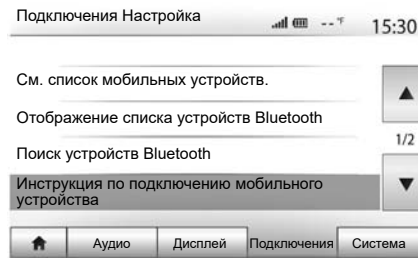 Подключения Настройка
-- °F 15:30
См. список мобильных устройств.
Отображение списка устройств Bluetooth
Поиск устройств Bluetooth
1/2
Инструкция по подключению мобильного
устройства
Аудио Дисплей Подключения Система